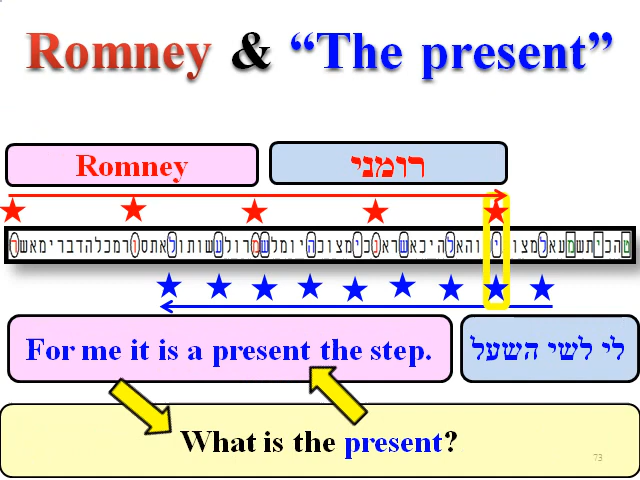 Romney & “The present”
Romney
רומני
טהכיתשמעאלמצותיהוהאלהיכאשראנכימצוכהיומלשמרולעשותולאתסורמכלהדברימאשר
For me it is a present the step.
לי לשי השעל
What is the present?
73